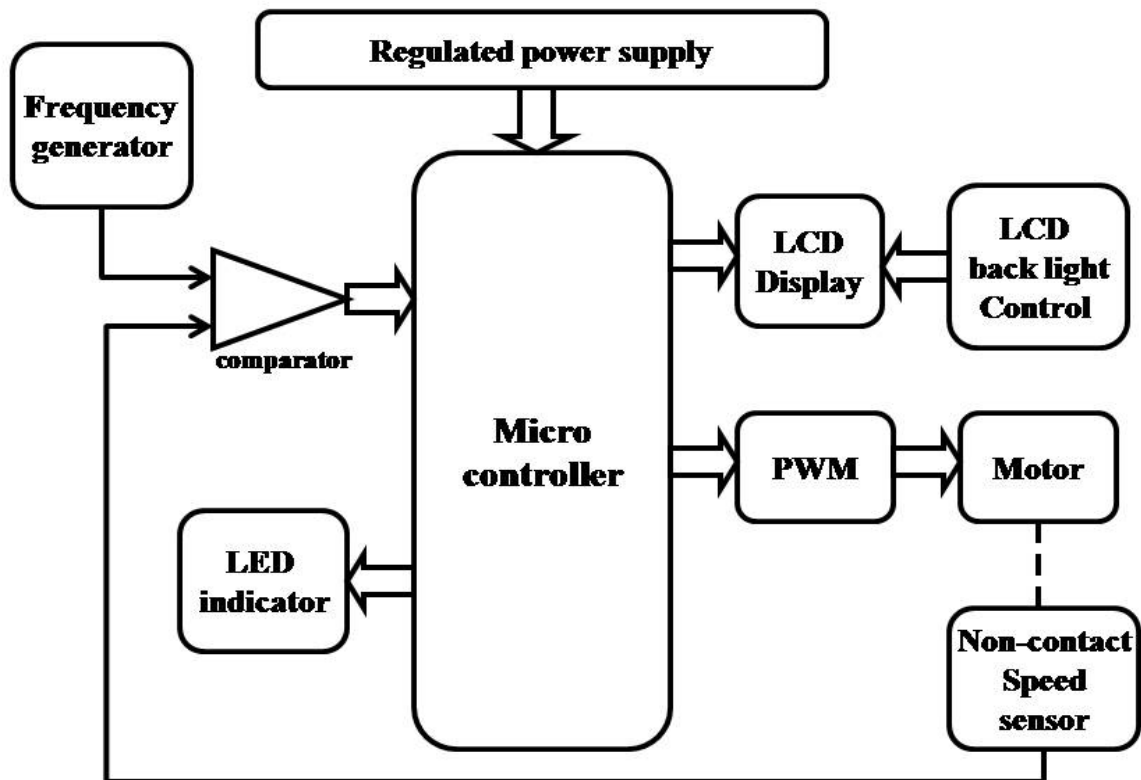 Regulated power supply
Frequency
generator
LCD
Display
LCD
back light
Control
comparator
Micro
controller
PWM
Motor
LED
indicator
Non-contact
Speed
sensor